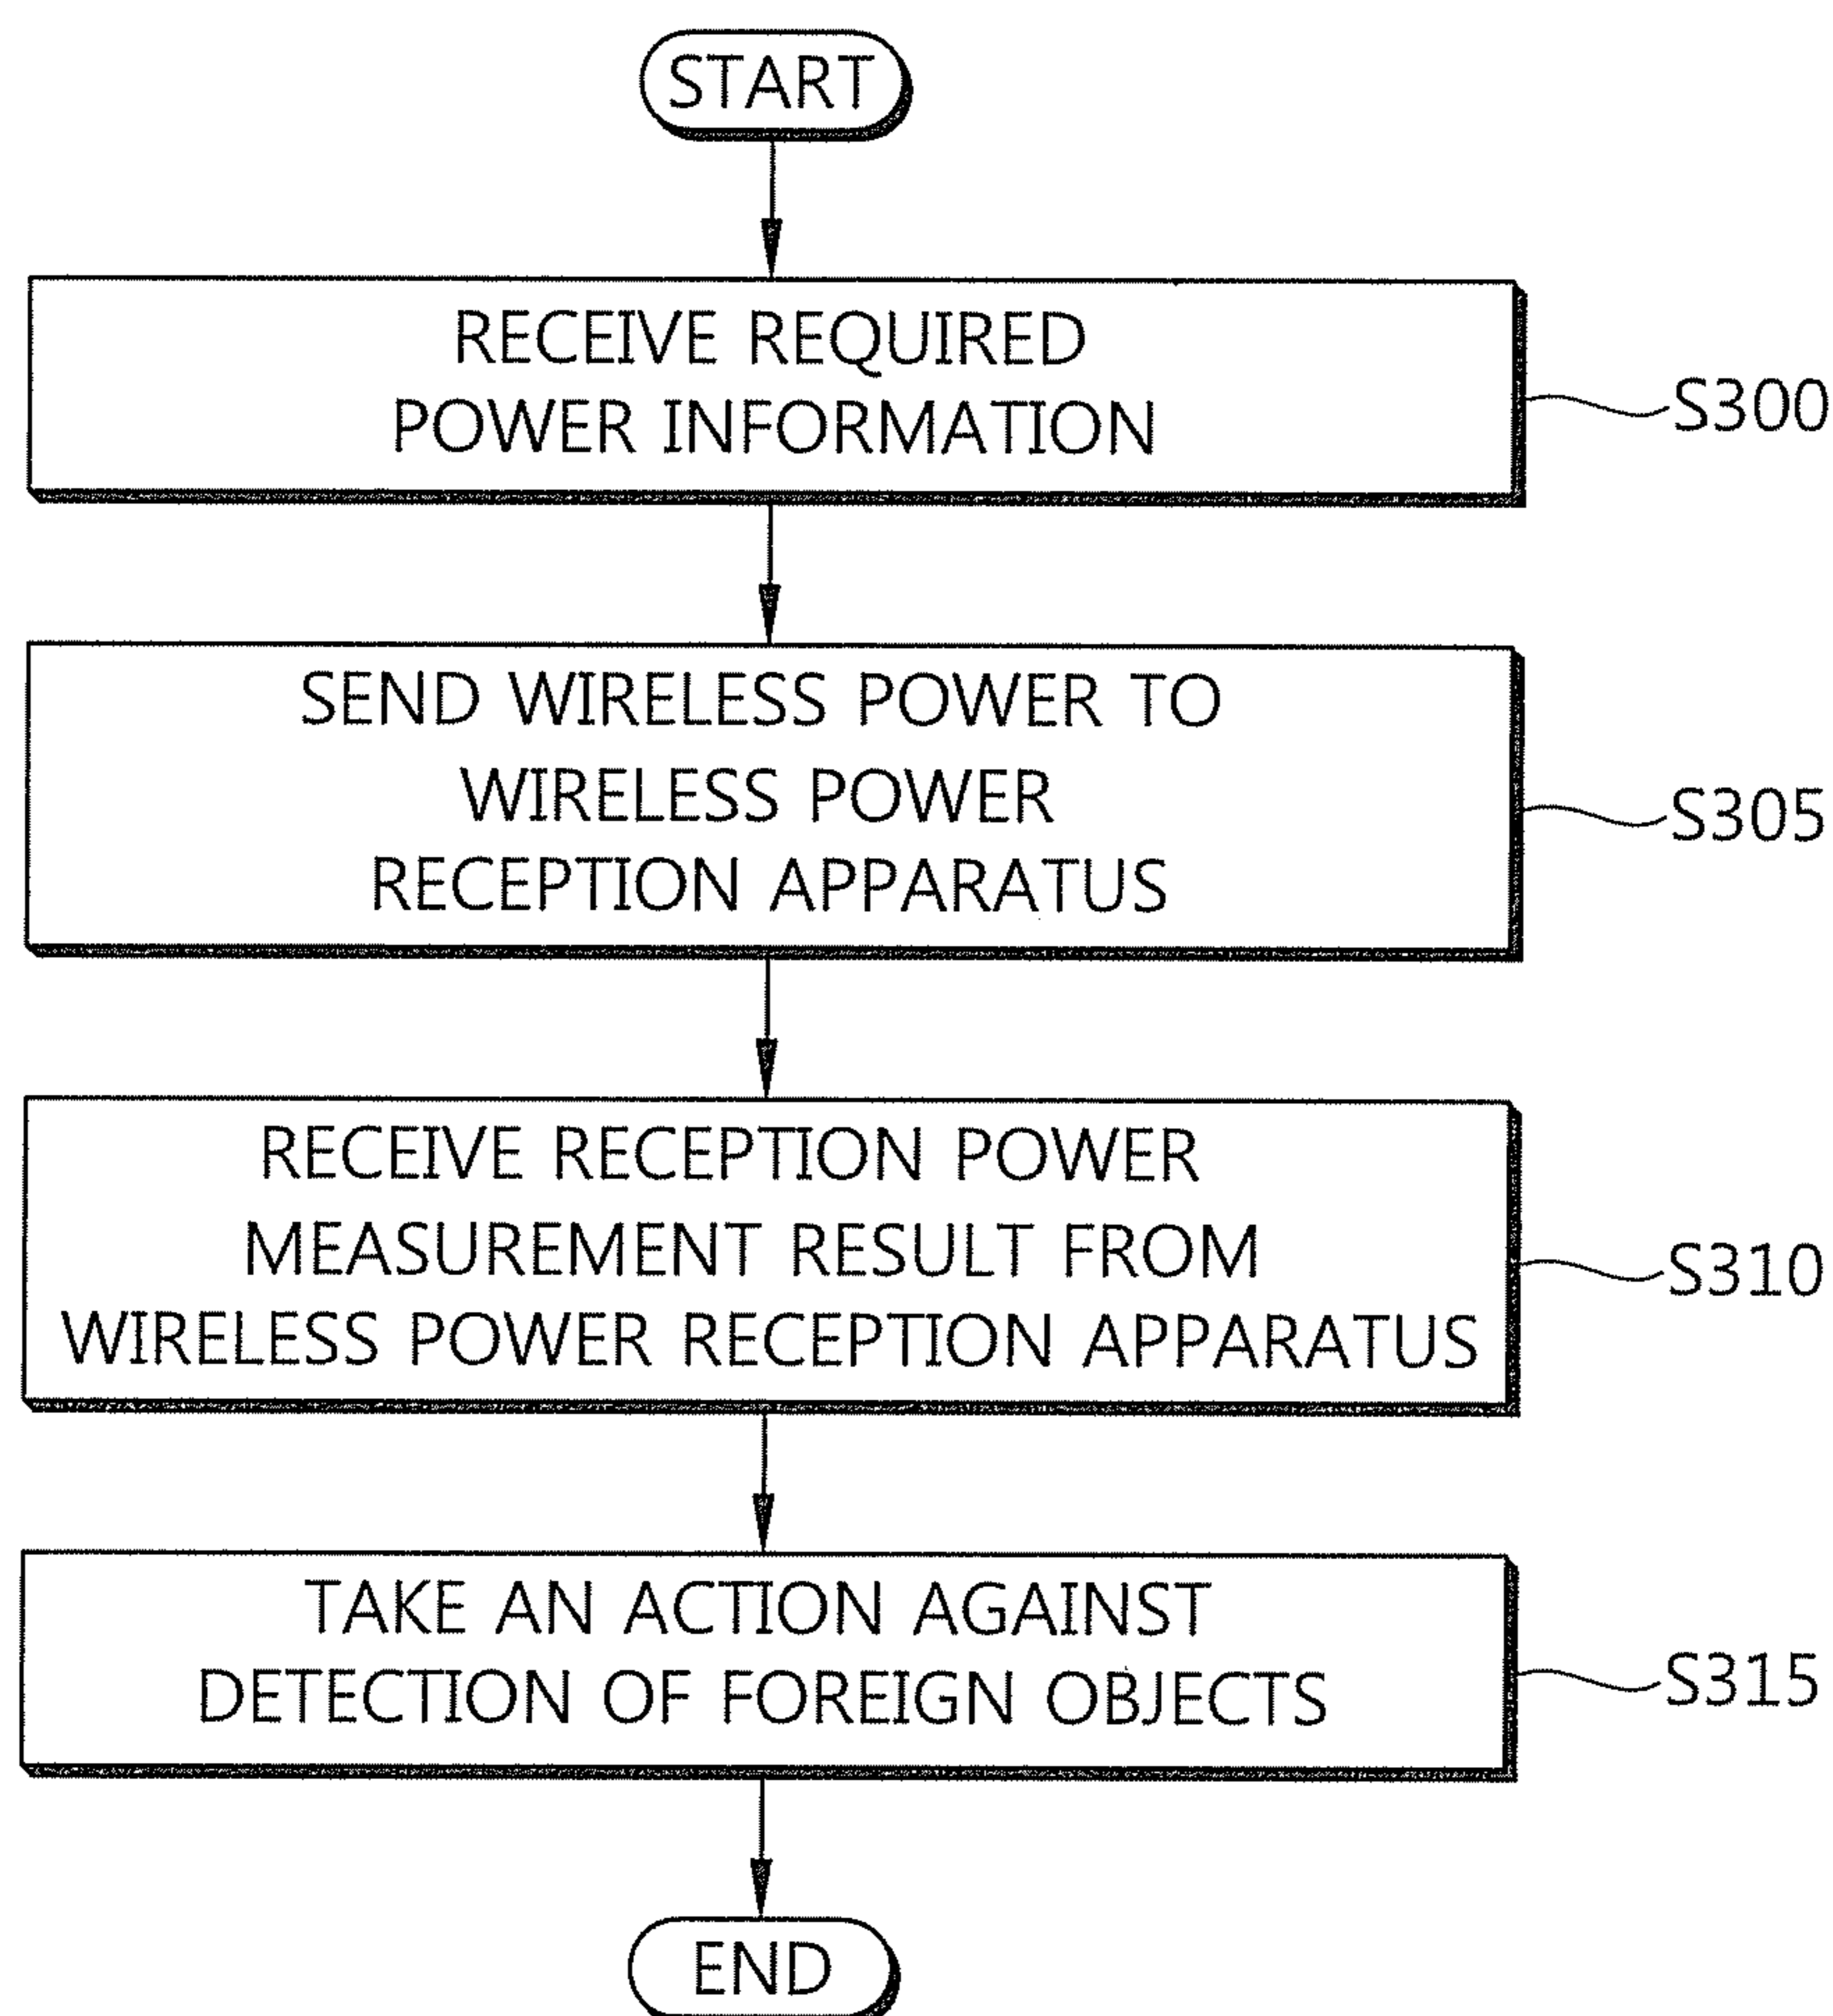 START
RECEIVE REQUIRED
POWER INFORMATION
S300
SEND WIRELESS POWER TO
WIRELESS POWER
RECEPTION APPARATUS
S305
RECEIVE RECEPTION POWER
MEASUREMENT RESULT FROM
WIRELESS POWER RECEPTION APPARATUS
S310
TAKE AN ACTION AGAINST
DETECTION OF FOREIGN OBJECTS
S315
END